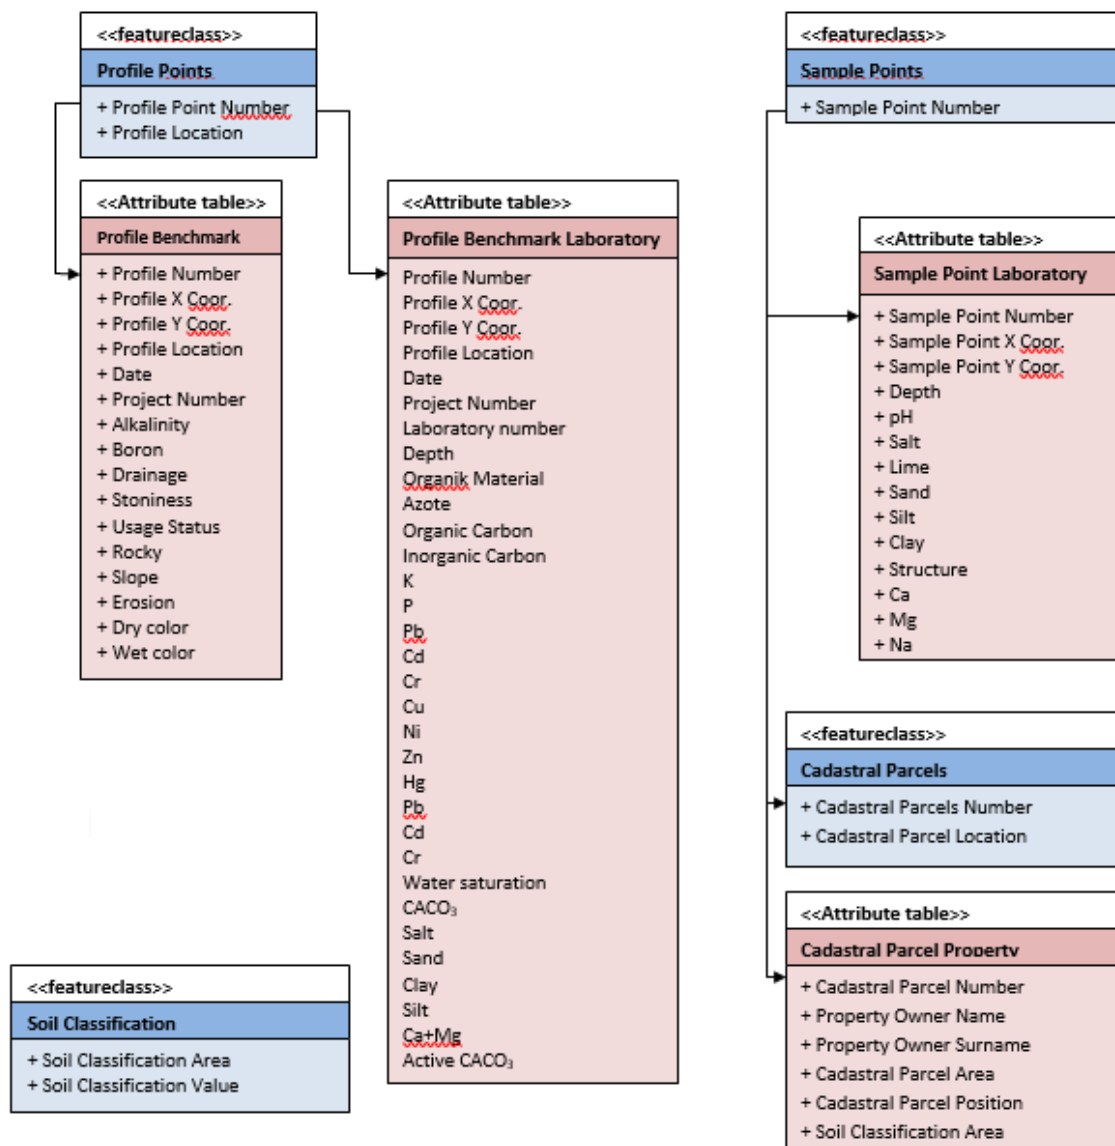 <<featureclass>>
Profile Points
+ Profile Point Number
+ Profile Location
<<Attribute table>>
Profile Benchmark
+ Profile Number
+ Profile X Coor.
+ Profile Y Coor.
+ Profile Location
+ Date
+ Project Number
+ Alkalinity
+ Boron
+ Drainage
+ Stoniness
+ Usage Status
+ Rocky
+ Slope
+ Erosion
+ Dry color
+ Wet color
<<Attribute table>>
Profile Benchmark Laboratory
Profile Number
Profile X Coor.
Profile Y Coor.
Profile Location
Date
Project Number
Laboratory number
Depth
Organik Material
Azote
Organic Carbon
Inorganic Carbon
K
P
Pb
Cd
Cr
Cu
Ni
Zn
Hg
Pb
Cd
Cr
Water saturation
CACO₃
Salt
Sand
Clay
Silt
Ca+Mg
Active CACO₃
<<featureclass>>
Soil Classification
+ Soil Classification Area
+ Soil Classification Value
<<featureclass>>
Sample Points
+ Sample Point Number
<<Attribute table>>
Sample Point Laboratory
+ Sample Point Number
+ Sample Point X Coor.
+ Sample Point Y Coor.
+ Depth
+ pH
+ Salt
+ Lime
+ Sand
+ Silt
+ Clay
+ Structure
+ Ca
+ Mg
+ Na
<<featureclass>>
Cadastral Parcels
+ Cadastral Parcels Number
+ Cadastral Parcel Location
<<Attribute table>>
Cadastral Parcel Property
+ Cadastral Parcel Number
+ Property Owner Name
+ Property Owner Surname
+ Cadastral Parcel Area
+ Cadastral Parcel Position
+ Soil Classification Area